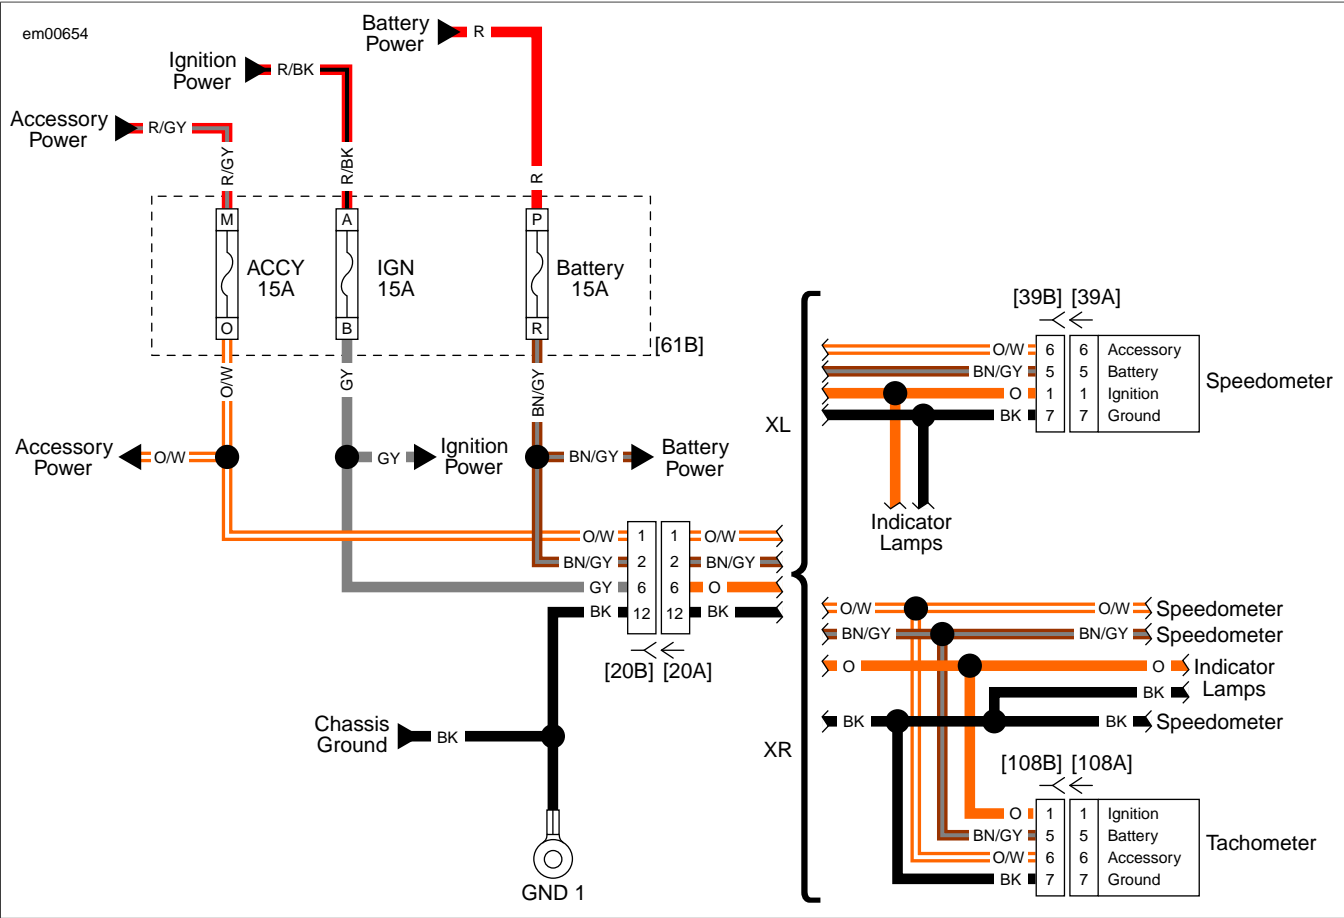 em00654
Battery
Power
R
Ignition
Power
R/BK
Accessory
Power
R/GY
R/GY
R/BK
R
M
A
P
ACCY
15A
IGN
15A
Battery
15A
O
B
R
[61B]
O/W
GY
BN/GY
Accessory
Power
O/W
GY
Ignition
Power
BN/GY
Battery
Power
O/W 1 1 O/W
BN/GY 2 2 BN/GY
GY 6 6 O
BK 12 12 BK
[20B] [20A]
Chassis
Ground
BK
GND 1
XL
[39B] [39A]
O/W 6 6 Accessory
BN/GY 5 5 Battery
O 1 1 Ignition
BK 7 7 Ground
Speedometer
Indicator
Lamps
XR
O/W O/W Speedometer
BN/GY BN/GY Speedometer
O O Indicator
Lamps
BK
BK BK Speedometer
[108B] [108A]
O 1 1 Ignition
BN/GY 5 5 Battery
O/W 6 6 Accessory
BK 7 7 Ground
Tachometer